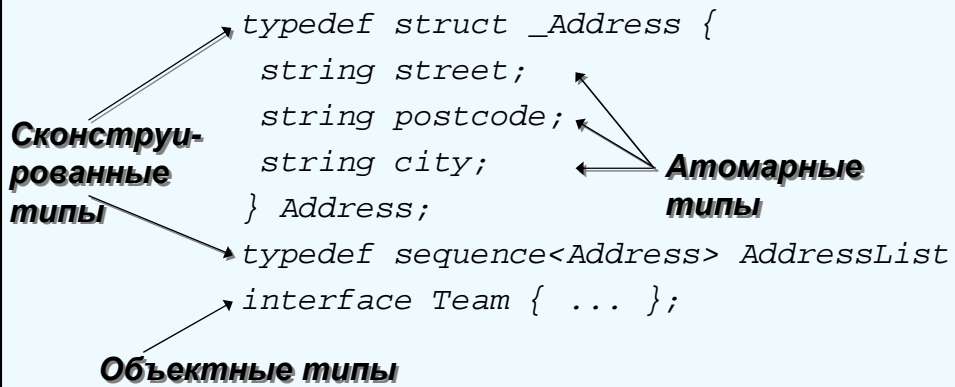 typedef struct _Address {
string street;
string postcode;
string city;
} Address;
typedef sequence<Address> AddressList
interface Team { ... };
Сконструи-
рованные
типы
Атомарные
типы
Объектные типы